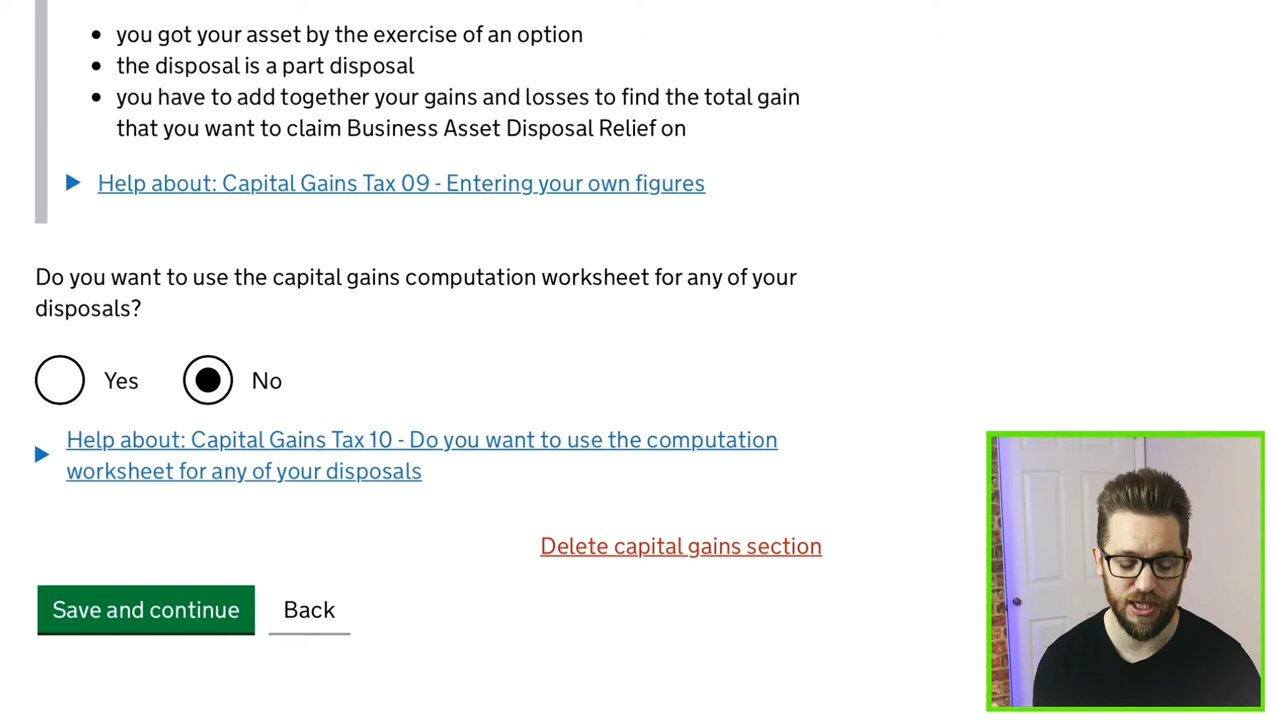 you got your asset by the exercise of an option
the disposal is a part disposal
you have to add together your gains and losses to find the total gain
that you want to claim Business Asset Disposal Relief on
Help about: Capital Gains Tax 09 - Entering your own figures
Do you want to use the capital gains computation worksheet for any of your
disposals?
Yes No
Help about: Capital Gains Tax 10 - Do you want to use the computation
worksheet for any of your disposals
Delete capital gains section
Save and continue Back